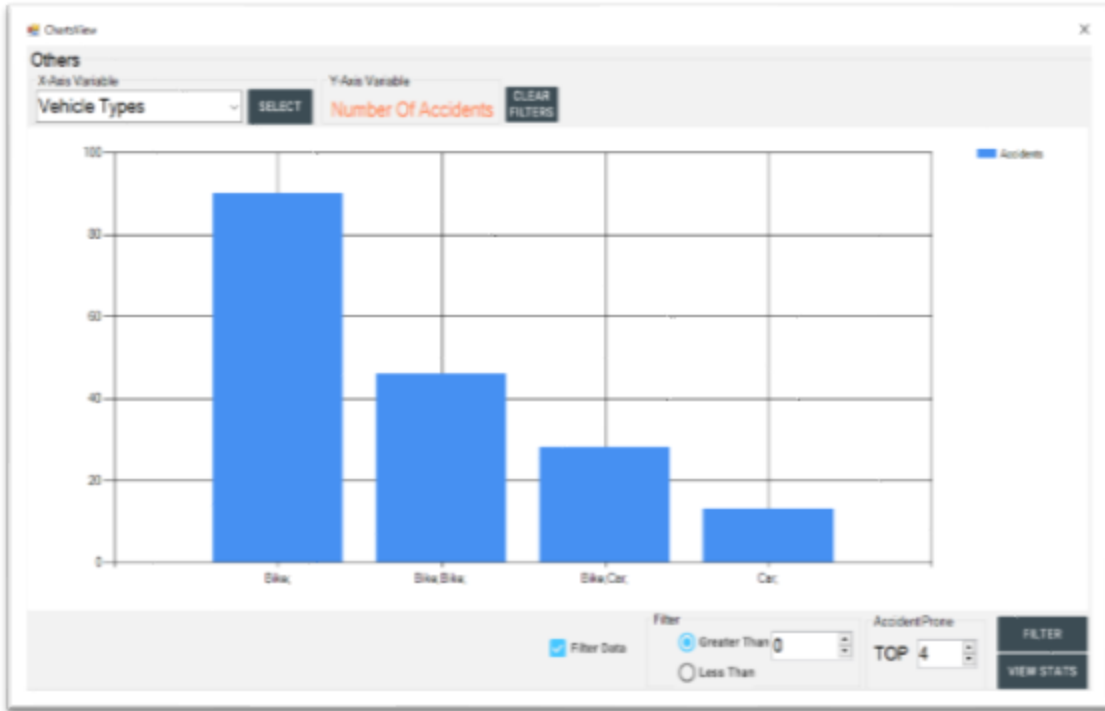 ChartsView
Others
X-Axis Variable
Y-Axis Variable
Vehicle Types
SELECT
Number Of Accidents
CLEAR
FILTERS
100
80
60
40
20
0
Accidents
Bike;
Bike;Bike;
Bike;Car;
Car;
Filter Data
Filter
Greater Than
0
Less Than
AccidentProne
TOP
4
FILTER
VIEW STATS